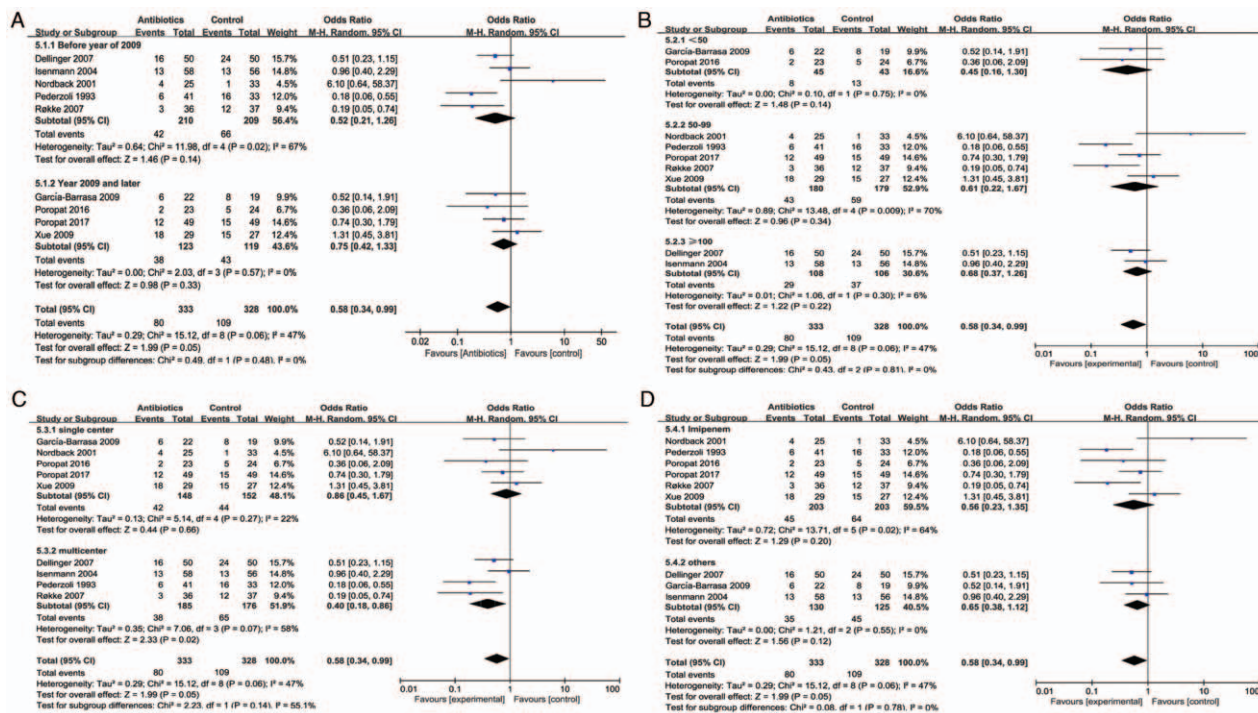 A
Antibiotics Control Odds Ratio Odds Ratio
Study or Subgroup Events Total Events Total Weight M-H. Random. 95% CI M-H. Random. 95% CI
5.1.1 Before year of 2009
Dellinger 2007 16 50 24 50 15.7% 0.51 [0.23, 1.15]
Isenmann 2004 13 58 13 56 14.8% 0.96 [0.40, 2.29]
Nordback 2001 4 25 1 33 4.5% 6.10 [0.64, 58.37]
Pederzoli 1993 6 41 16 33 12.0% 0.18 [0.06, 0.55]
Røkke 2007 3 36 12 37 9.4% 0.19 [0.05, 0.74]
Subtotal (95% CI) 210 209 56.4% 0.52 [0.21, 1.26]
Total events 42 66
Heterogeneity: Tau² = 0.64; Chi² = 11.98, df = 4 (P = 0.02); I² = 67%
Test for overall effect: Z = 1.46 (P = 0.14)
5.1.2 Year 2009 and later
García-Barrasa 2009 6 22 8 19 9.9% 0.52 [0.14, 1.91]
Poropat 2016 2 23 5 24 6.7% 0.36 [0.06, 2.09]
Poropat 2017 12 49 15 49 14.6% 0.74 [0.30, 1.79]
Xue 2009 18 29 15 27 12.4% 1.31 [0.45, 3.81]
Subtotal (95% CI) 123 119 43.6% 0.75 [0.42, 1.33]
Total events 38 43
Heterogeneity: Tau² = 0.00; Chi² = 2.03, df = 3 (P = 0.57); I² = 0%
Test for overall effect: Z = 0.98 (P = 0.33)
Total (95% CI) 333 328 100.0% 0.58 [0.34, 0.99]
Total events 80 109
Heterogeneity: Tau² = 0.29; Chi² = 15.12, df = 8 (P = 0.06); I² = 47%
Test for overall effect: Z = 1.99 (P = 0.05)
Test for subgroup differences: Chi² = 0.49, df = 1 (P = 0.48), I² = 0%
0.02 0.1 1 10 50
Favours [Antibiotics] Favours [control]
B
Antibiotics Control Odds Ratio Odds Ratio
Study or Subgroup Events Total Events Total Weight M-H. Random. 95% CI M-H. Random. 95% CI
5.2.1 <50
García-Barrasa 2009 6 22 8 19 9.9% 0.52 [0.14, 1.91]
Poropat 2016 2 23 5 24 6.7% 0.36 [0.06, 2.09]
Subtotal (95% CI) 45 43 16.6% 0.45 [0.16, 1.30]
Total events 8 13
Heterogeneity: Tau² = 0.00; Chi² = 0.10, df = 1 (P = 0.75); I² = 0%
Test for overall effect: Z = 1.48 (P = 0.14)
5.2.2 50-99
Nordback 2001 4 25 1 33 4.5% 6.10 [0.64, 58.37]
Pederzoli 1993 6 41 16 33 12.0% 0.18 [0.06, 0.55]
Poropat 2017 12 49 15 49 14.6% 0.74 [0.30, 1.79]
Røkke 2007 3 36 12 37 9.4% 0.19 [0.05, 0.74]
Xue 2009 18 29 15 27 12.4% 1.31 [0.45, 3.81]
Subtotal (95% CI) 180 179 52.9% 0.61 [0.22, 1.67]
Total events 43 59
Heterogeneity: Tau² = 0.89; Chi² = 13.48, df = 4 (P = 0.009); I² = 70%
Test for overall effect: Z = 0.96 (P = 0.34)
5.2.3 ≥100
Dellinger 2007 16 50 24 50 15.7% 0.51 [0.23, 1.15]
Isenmann 2004 13 58 13 56 14.8% 0.96 [0.40, 2.29]
Subtotal (95% CI) 108 106 30.6% 0.68 [0.37, 1.26]
Total events 29 37
Heterogeneity: Tau² = 0.01; Chi² = 1.06, df = 1 (P = 0.30); I² = 6%
Test for overall effect: Z = 1.22 (P = 0.22)
Total (95% CI) 333 328 100.0% 0.58 [0.34, 0.99]
Total events 80 109
Heterogeneity: Tau² = 0.29; Chi² = 15.12, df = 8 (P = 0.06); I² = 47%
Test for overall effect: Z = 1.99 (P = 0.05)
Test for subgroup differences: Chi² = 0.43, df = 2 (P = 0.81), I² = 0%
0.01 0.1 1 10 100
Favours [experimental] Favours [control]
C
Antibiotics Control Odds Ratio Odds Ratio
Study or Subgroup Events Total Events Total Weight M-H. Random. 95% CI M-H. Random. 95% CI
5.3.1 single center
García-Barrasa 2009 6 22 8 19 9.9% 0.52 [0.14, 1.91]
Nordback 2001 4 25 1 33 4.5% 6.10 [0.64, 58.37]
Poropat 2016 2 23 5 24 6.7% 0.36 [0.06, 2.09]
Poropat 2017 12 49 15 49 14.6% 0.74 [0.30, 1.79]
Xue 2009 18 29 15 27 12.4% 1.31 [0.45, 3.81]
Subtotal (95% CI) 148 152 48.1% 0.86 [0.45, 1.67]
Total events 42 44
Heterogeneity: Tau² = 0.13; Chi² = 5.14, df = 4 (P = 0.27); I² = 22%
Test for overall effect: Z = 0.44 (P = 0.66)
5.3.2 multicenter
Dellinger 2007 16 50 24 50 15.7% 0.51 [0.23, 1.15]
Isenmann 2004 13 58 13 56 14.8% 0.96 [0.40, 2.29]
Pederzoli 1993 6 41 16 33 12.0% 0.18 [0.06, 0.55]
Røkke 2007 3 36 12 37 9.4% 0.19 [0.05, 0.74]
Subtotal (95% CI) 185 176 51.9% 0.40 [0.18, 0.86]
Total events 38 65
Heterogeneity: Tau² = 0.35; Chi² = 7.06, df = 3 (P = 0.07); I² = 58%
Test for overall effect: Z = 2.33 (P = 0.02)
Total (95% CI) 333 328 100.0% 0.58 [0.34, 0.99]
Total events 80 109
Heterogeneity: Tau² = 0.29; Chi² = 15.12, df = 8 (P = 0.06); I² = 47%
Test for overall effect: Z = 1.99 (P = 0.05)
Test for subgroup differences: Chi² = 2.23, df = 1 (P = 0.14), I² = 55.1%
0.01 0.1 1 10 100
Favours [experimental] Favours [control]
D
Antibiotics Control Odds Ratio Odds Ratio
Study or Subgroup Events Total Events Total Weight M-H. Random. 95% CI M-H. Random. 95% CI
5.4.1 Imipenem
Nordback 2001 4 25 1 33 4.5% 6.10 [0.64, 58.37]
Pederzoli 1993 6 41 16 33 12.0% 0.18 [0.06, 0.55]
Poropat 2016 2 23 5 24 6.7% 0.36 [0.06, 2.09]
Poropat 2017 12 49 15 49 14.6% 0.74 [0.30, 1.79]
Røkke 2007 3 36 12 37 9.4% 0.19 [0.05, 0.74]
Xue 2009 18 29 15 27 12.4% 1.31 [0.45, 3.81]
Subtotal (95% CI) 203 203 59.5% 0.56 [0.23, 1.35]
Total events 45 64
Heterogeneity: Tau² = 0.72; Chi² = 13.71, df = 5 (P = 0.02); I² = 64%
Test for overall effect: Z = 1.29 (P = 0.20)
5.4.2 others
Dellinger 2007 16 50 24 50 15.7% 0.51 [0.23, 1.15]
García-Barrasa 2009 6 22 8 19 9.9% 0.52 [0.14, 1.91]
Isenmann 2004 13 58 13 56 14.8% 0.96 [0.40, 2.29]
Subtotal (95% CI) 130 125 40.5% 0.65 [0.38, 1.12]
Total events 35 45
Heterogeneity: Tau² = 0.00; Chi² = 1.21, df = 2 (P = 0.55); I² = 0%
Test for overall effect: Z = 1.56 (P = 0.12)
Total (95% CI) 333 328 100.0% 0.58 [0.34, 0.99]
Total events 80 109
Heterogeneity: Tau² = 0.29; Chi² = 15.12, df = 8 (P = 0.06); I² = 47%
Test for overall effect: Z = 1.99 (P = 0.05)
Test for subgroup differences: Chi² = 0.08, df = 1 (P = 0.78), I² = 0%
0.01 0.1 1 10 100
Favours [experimental] Favours [control]